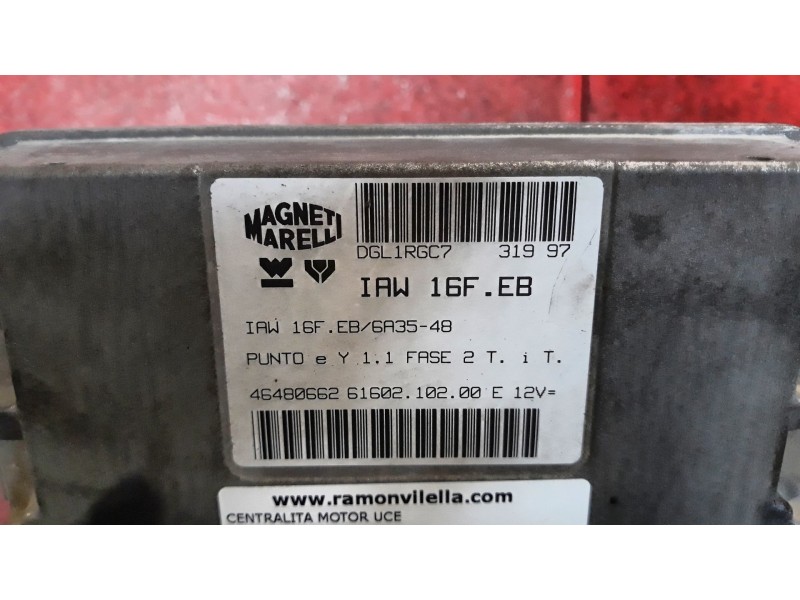 MAGNETI
MARELLI
DGL1RGC7 319 97
IAW 16F.EB
IAW 16F.EB/6A35-48
PUNTO e Y 1.1 FASE 2 T. i T.
46480662 61602.102.00 E 12V=
www.ramonvilella.com
CENTRALITA MOTOR UCE